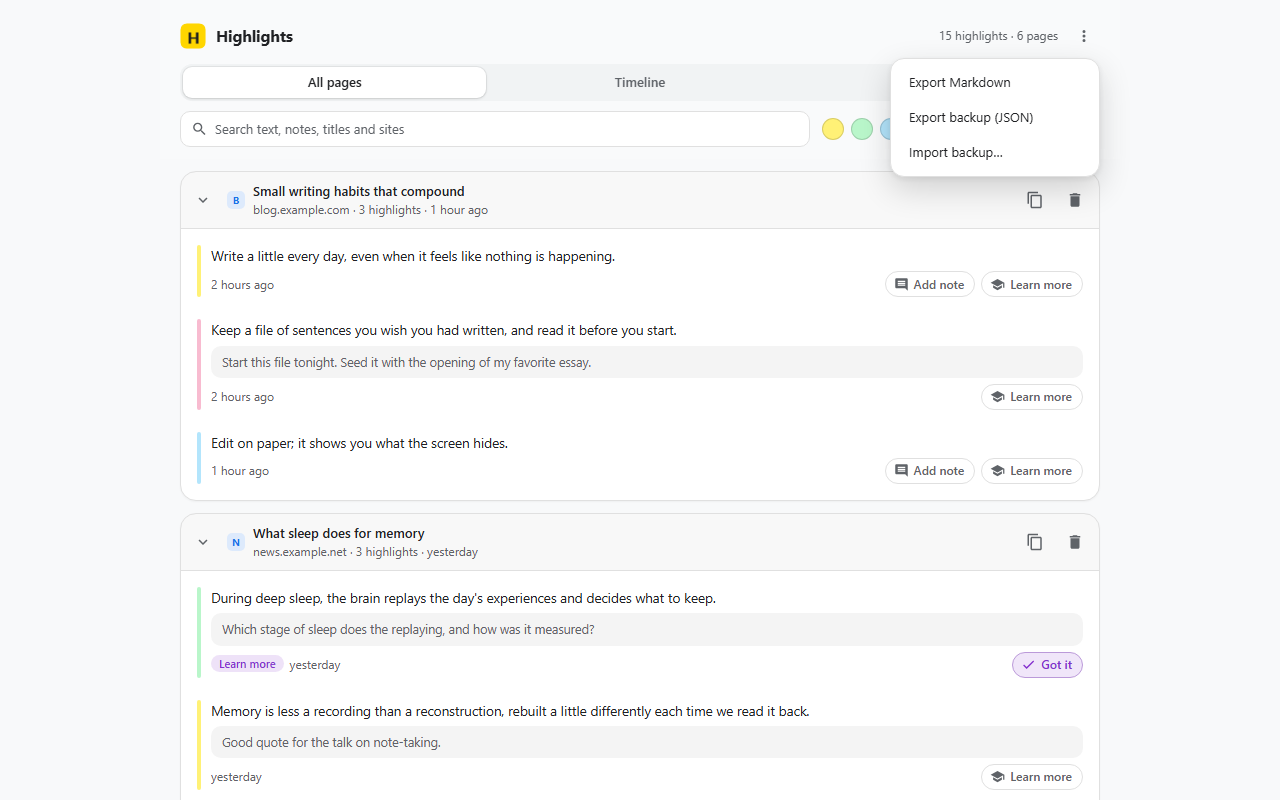 H Highlights
15 highlights · 6 pages
All pages
Timeline
Export Markdown
Export backup (JSON)
Import backup...
Search text, notes, titles and sites
B
Small writing habits that compound
blog.example.com · 3 highlights · 1 hour ago
Write a little every day, even when it feels like nothing is happening.
2 hours ago
Add note
Learn more
Keep a file of sentences you wish you had written, and read it before you start.
Start this file tonight. Seed it with the opening of my favorite essay.
2 hours ago
Learn more
Edit on paper; it shows you what the screen hides.
1 hour ago
Add note
Learn more
N
What sleep does for memory
news.example.net · 3 highlights · yesterday
During deep sleep, the brain replays the day's experiences and decides what to keep.
Which stage of sleep does the replaying, and how was it measured?
Learn more
yesterday
Got it
Memory is less a recording than a reconstruction, rebuilt a little differently each time we read it back.
Good quote for the talk on note-taking.
yesterday
Learn more